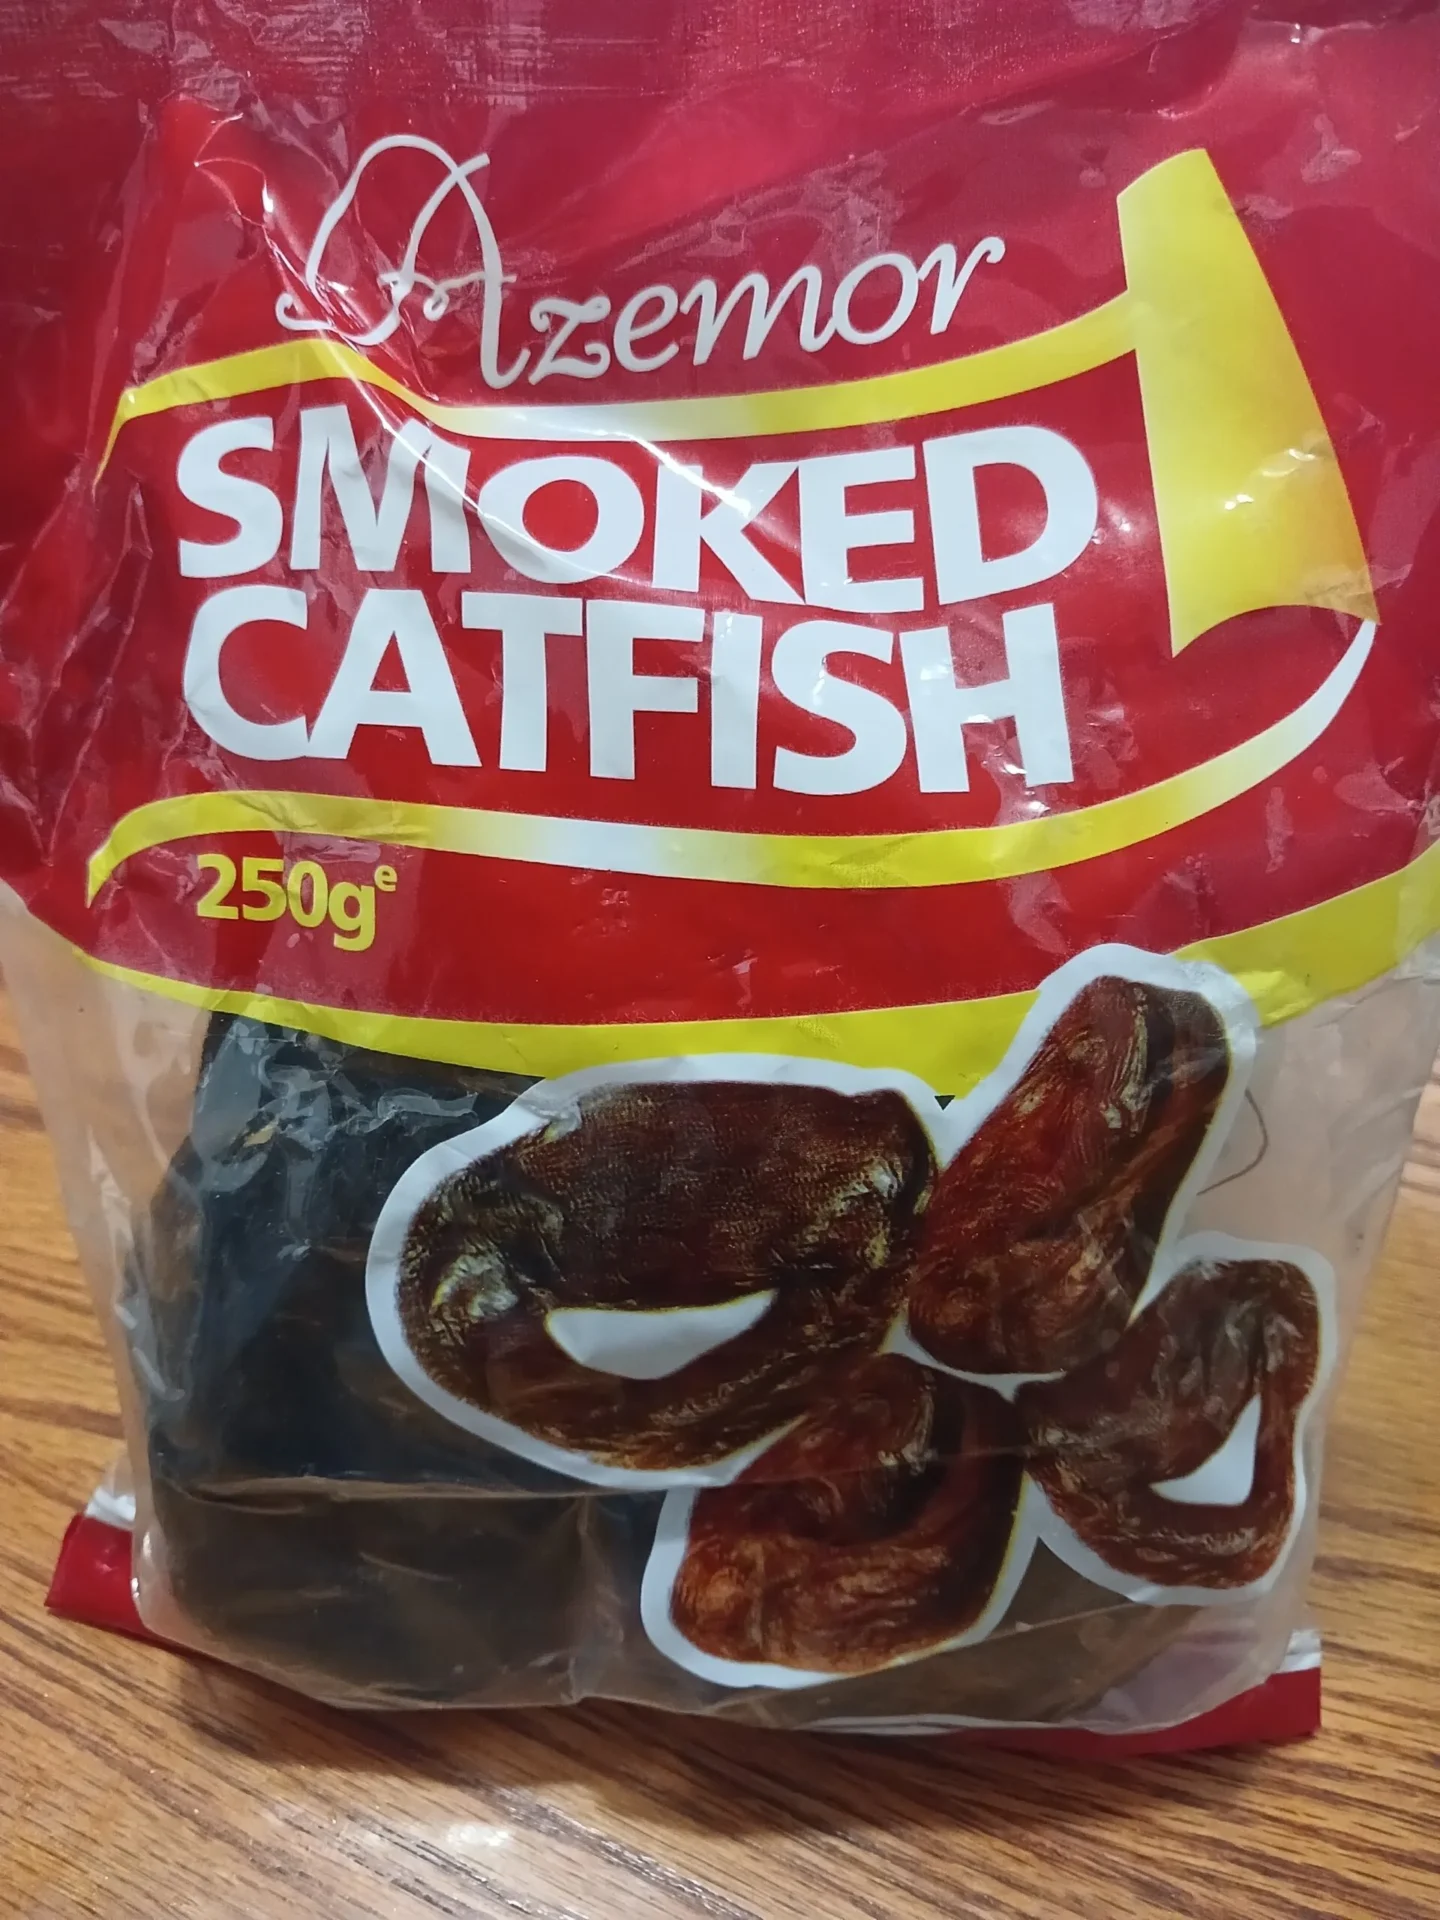 Azemor
SMOKED
CATFISH
250g e